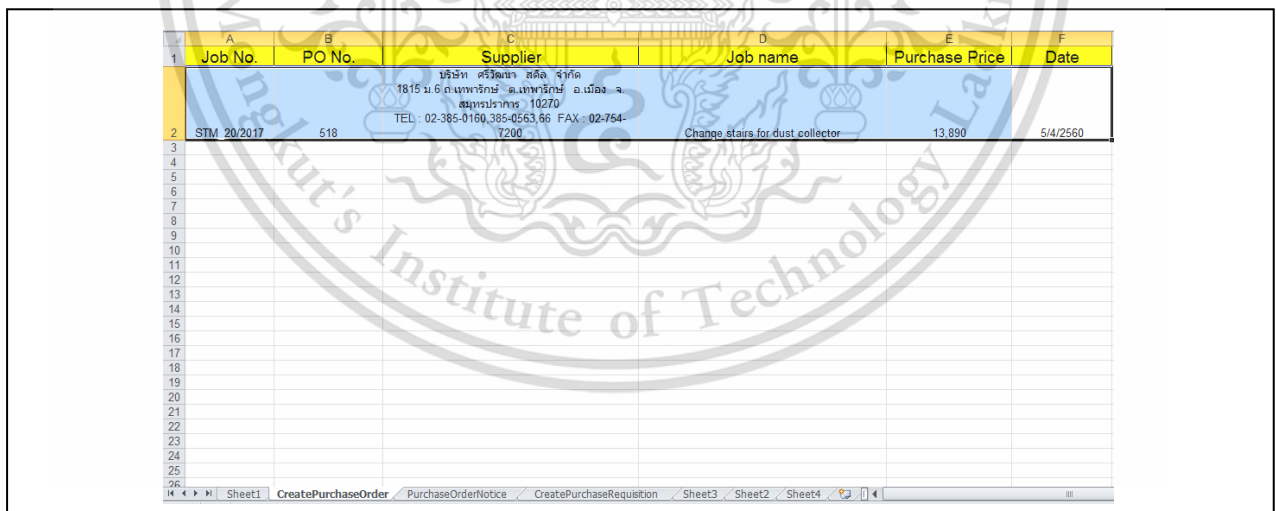 A B C D E F
1 Job No. PO No. Supplier Job name Purchase Price Date
บริษัท ศรีวัฒนา สตีล จำกัด
1815 ม.6 ถ.เทพารักษ์ ต.เทพารักษ์ อ.เมือง จ.
สมุทรปราการ 10270
TEL : 02-385-0160,385-0563,66 FAX : 02-754-
2 STM_20/2017 518 7200 Change stairs for dust collector 13,890 5/4/2560
3
4
5
6
7
8
9
10
11
12
13
14
15
16
17
18
19
20
21
22
23
24
25
26
Sheet1 CreatePurchaseOrder PurchaseOrderNotice CreatePurchaseRequisition Sheet3 Sheet2 Sheet4
Institute of Technology